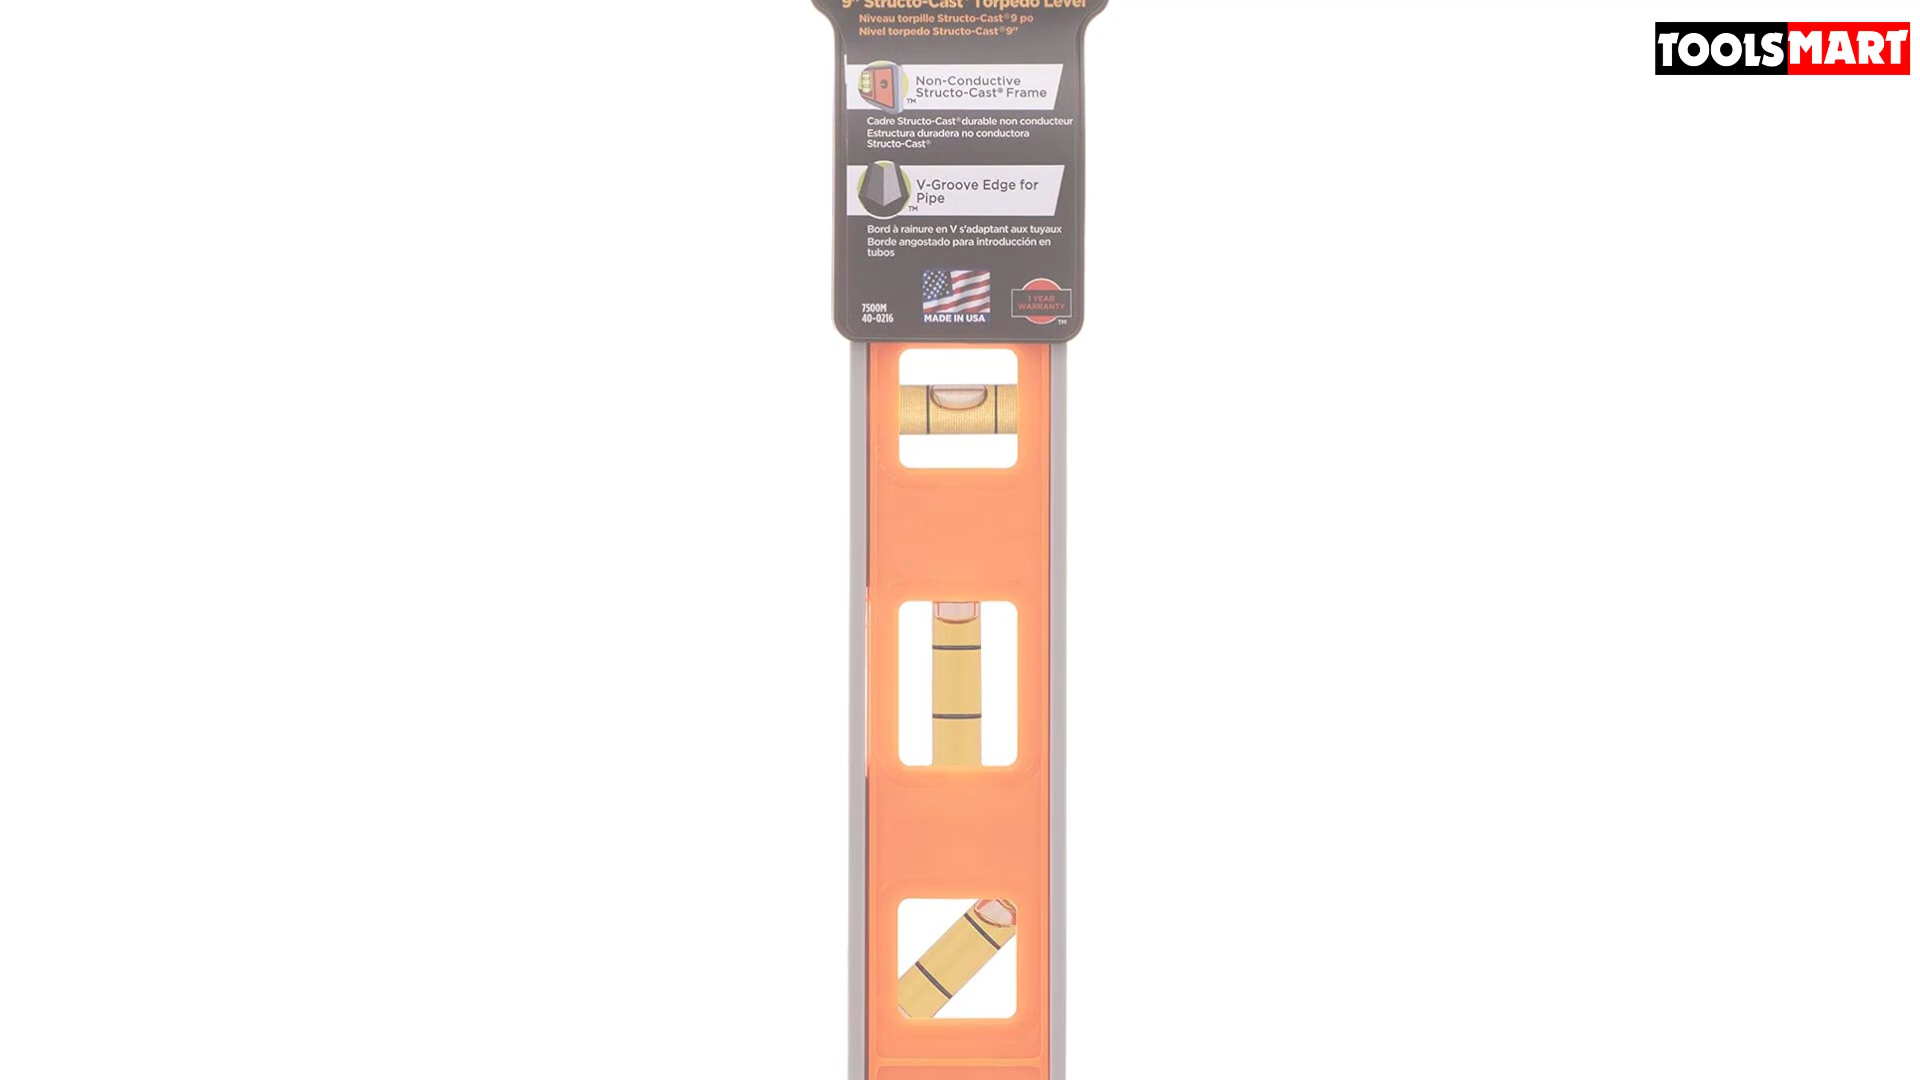 9" Structo-Cast® Torpedo Level
Niveau torpille Structo-Cast® 9 po
Nivel torpedo Structo-Cast® 9"
TOOLSMART
Non-Conductive
Structo-Cast® Frame
TM
Cadre Structo-Cast® durable non conducteur
Estructura duradera no conductora
Structo-Cast®
V-Groove Edge for
Pipe
TM
Bord à rainure en V s'adaptant aux tuyaux
Borde angostado para introducción en
tubos
7500M
40-0216
MADE IN USA
1 YEAR
WARRANTY
TM